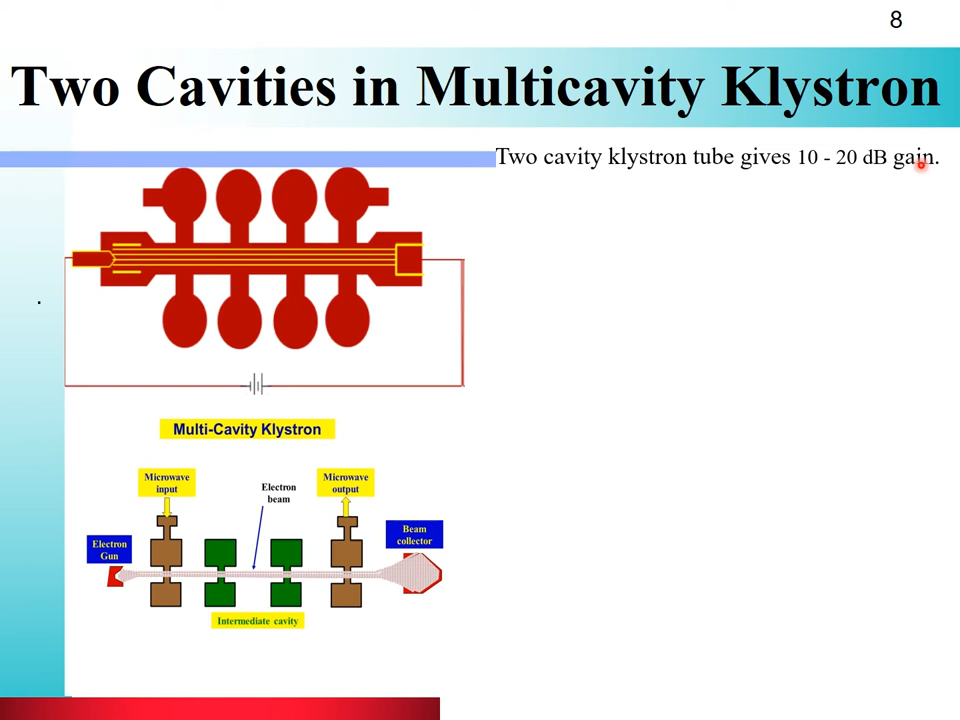 8
Two Cavities in Multicavity Klystron
Two cavity klystron tube gives 10 - 20 dB gain.
.
Multi-Cavity Klystron
Microwave
input
Electron
beam
Microwave
output
Electron
Gun
Beam
collector
Intermediate cavity